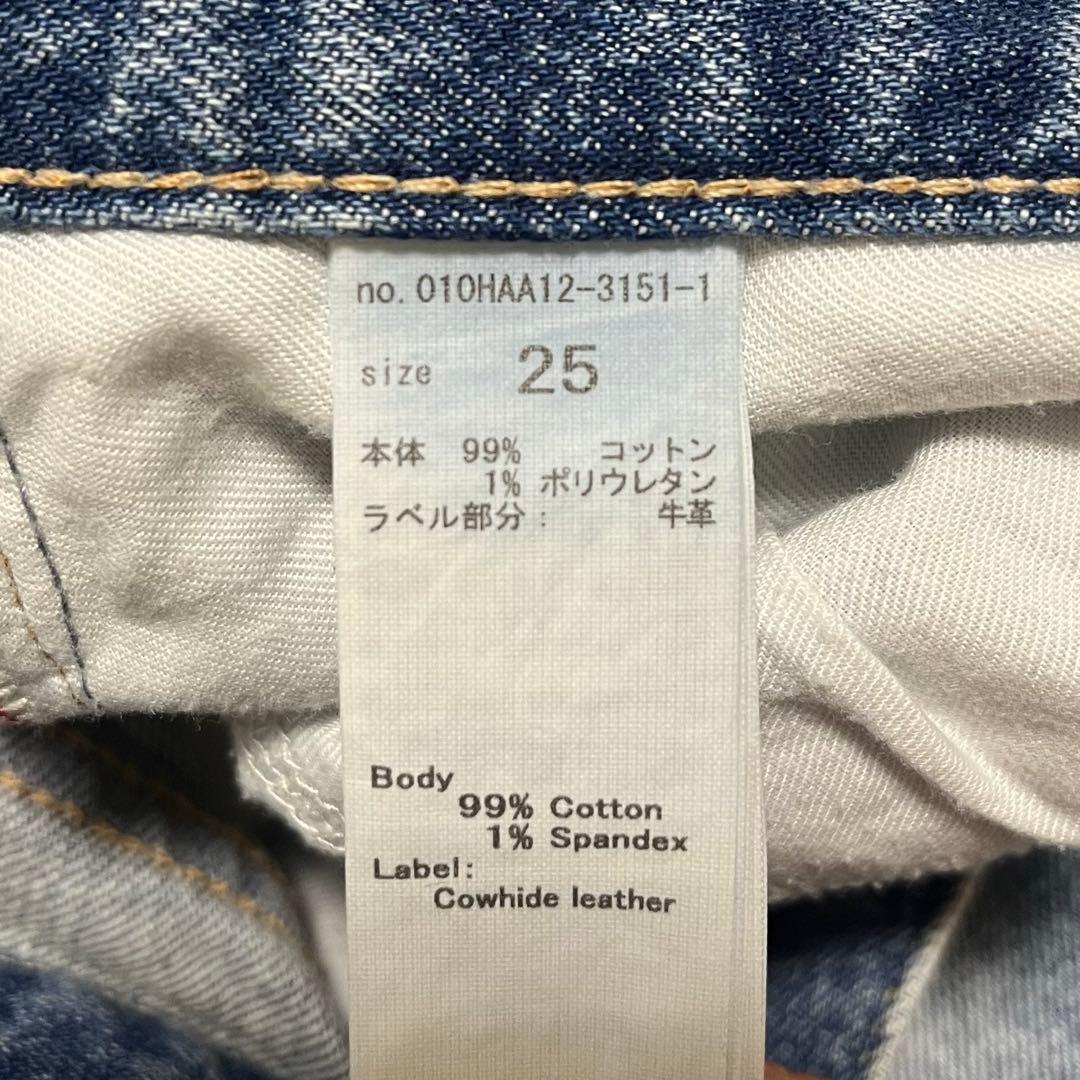 no. 010HAA12-3151-1
size 25
本体 99% コットン
1% ポリウレタン
ラベル部分: 牛革
Body
99% Cotton
1% Spandex
Label:
Cowhide leather